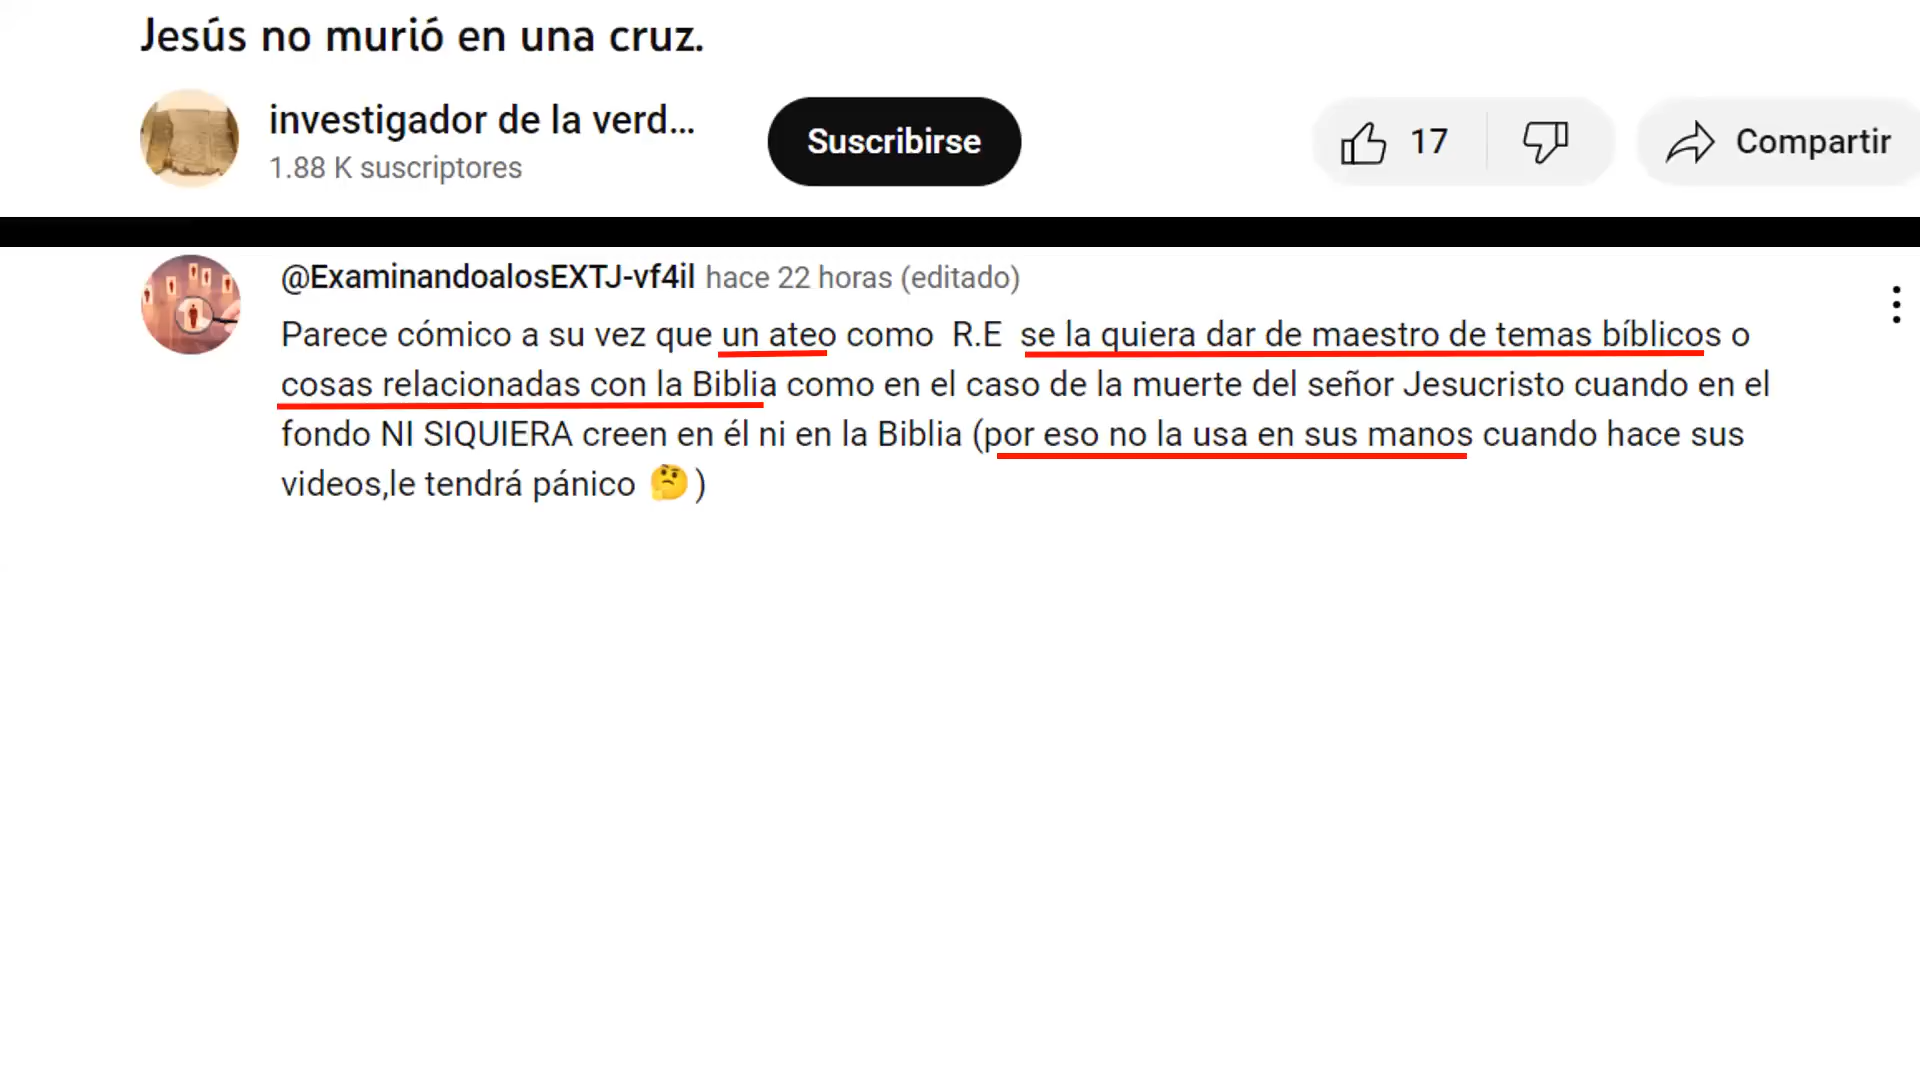 Jesús no murió en una cruz.
investigador de la verd...
1.88 K suscriptores
Suscribirse
17
Compartir
@ExaminandoalosEXTJ-vf4il hace 22 horas (editado)
Parece cómico a su vez que un ateo como R.E se la quiera dar de maestro de temas bíblicos o
cosas relacionadas con la Biblia como en el caso de la muerte del señor Jesucristo cuando en el
fondo NI SIQUIERA creen en él ni en la Biblia (por eso no la usa en sus manos cuando hace sus
videos,le tendrá pánico 🤔)